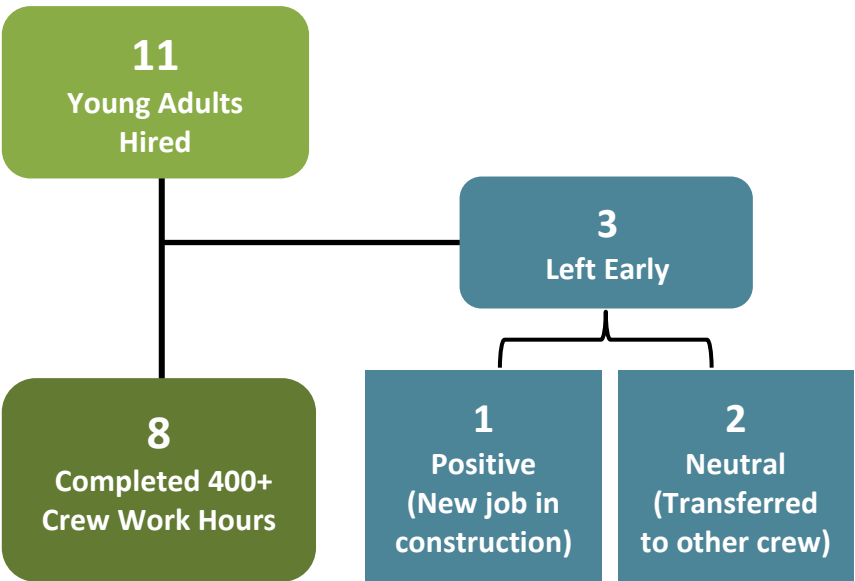 11
Young Adults
Hired
3
Left Early
8
Completed 400+
Crew Work Hours
1
Positive
(New job in
construction)
2
Neutral
(Transferred
to other crew)